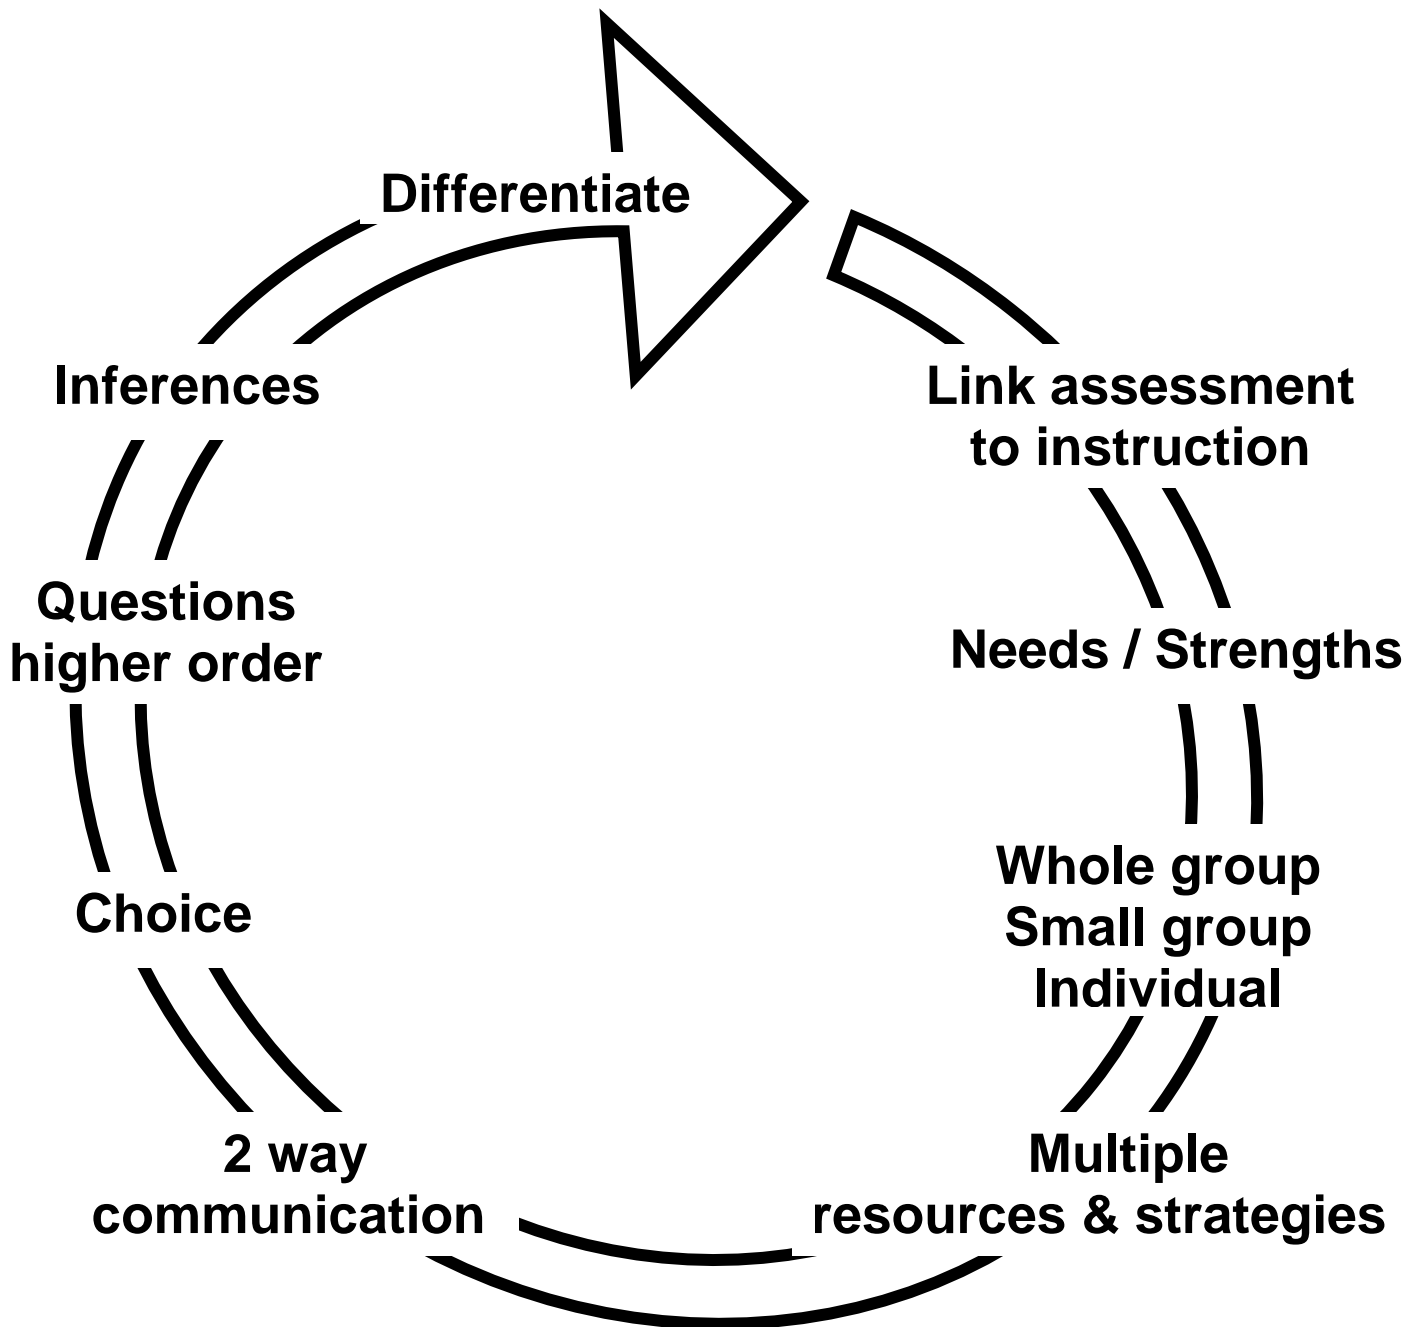 Differentiate
Link assessment
to instruction
Needs / Strengths
Whole group
Small group
Individual
Multiple
resources & strategies
2 way
communication
Choice
Questions
higher order
Inferences